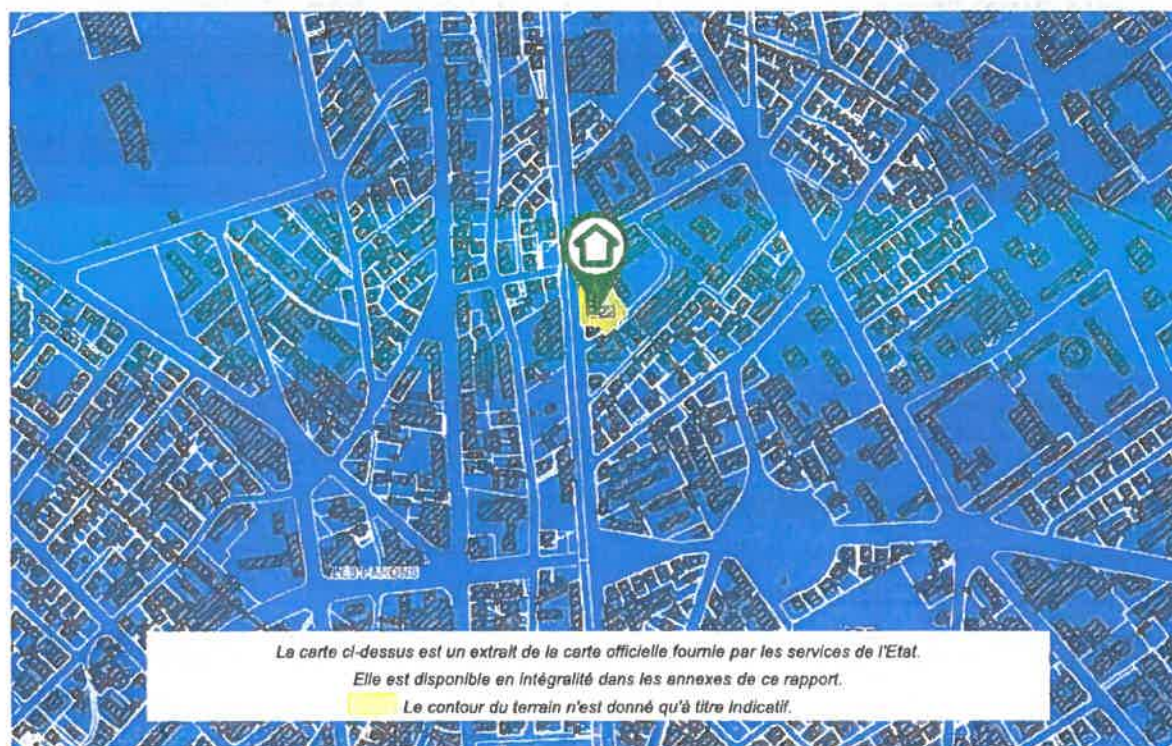 La carte ci-dessus est un extrait de la carte officielle fournie par les services de l'Etat.
Elle est disponible en intégralité dans les annexes de ce rapport.
Le contour du terrain n'est donné qu'à titre indicatif.